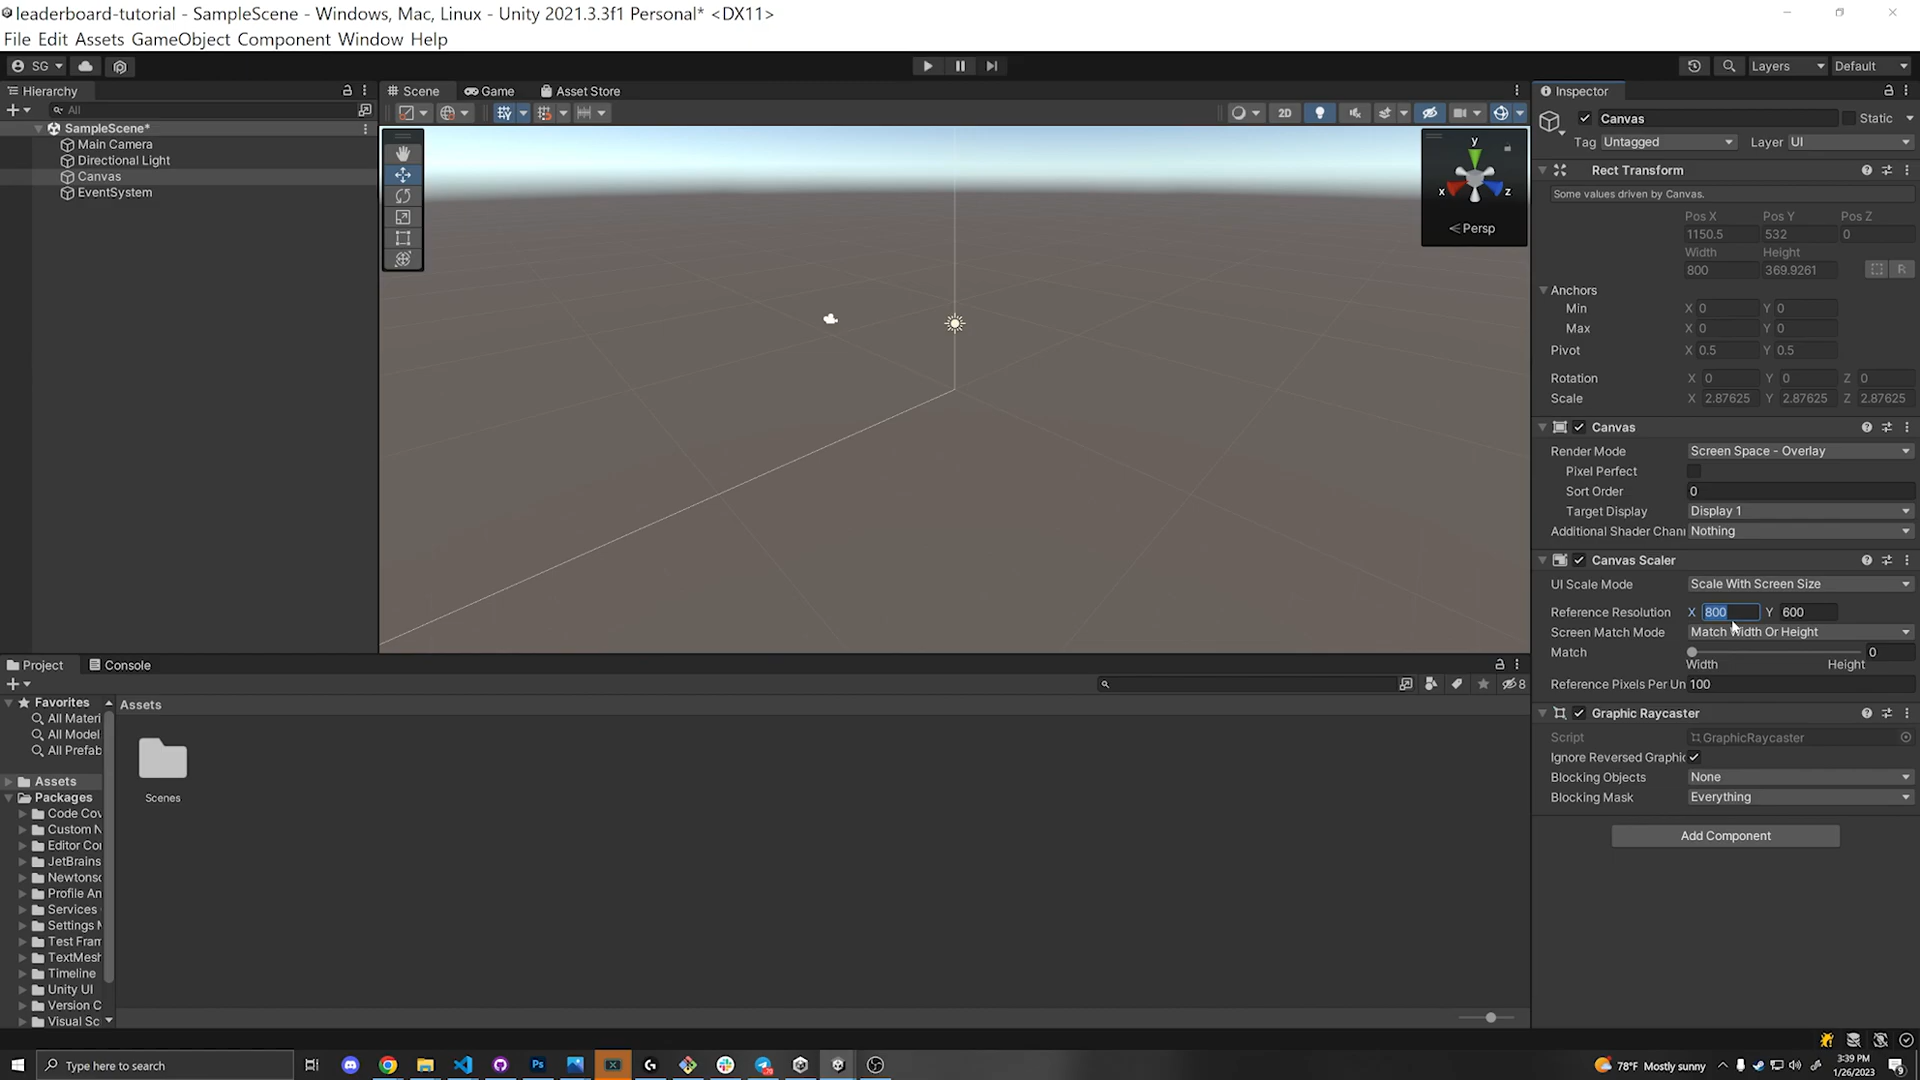 leaderboard-tutorial - SampleScene - Windows, Mac, Linux - Unity 2021.3.3f1 Personal* <DX11>
File Edit Assets GameObject Component Window Help
SG
Layers
Default
Hierarchy
All
SampleScene*
Main Camera
Directional Light
Canvas
EventSystem
Scene
Game
Asset Store
2D
y
x
z
Persp
Inspector
Canvas
Static
Tag Untagged
Layer UI
Rect Transform
Some values driven by Canvas.
Pos X Pos Y Pos Z
1150.5 532 0
Width Height
800 369.9261
R
Anchors
Min X 0 Y 0
Max X 0 Y 0
Pivot X 0.5 Y 0.5
Rotation X 0 Y 0 Z 0
Scale X 2.87625 Y 2.87625 Z 2.87625
Canvas
Render Mode Screen Space - Overlay
Pixel Perfect
Sort Order 0
Target Display Display 1
Additional Shader Chan Nothing
Canvas Scaler
UI Scale Mode Scale With Screen Size
Reference Resolution X 800 Y 600
Screen Match Mode Match Width Or Height
Match 0
Width Height
Reference Pixels Per Un 100
Graphic Raycaster
Script GraphicRaycaster
Ignore Reversed Graphic
Blocking Objects None
Blocking Mask Everything
Add Component
Project
Console
8
Favorites
All Materi
All Model
All Prefab
Assets
Packages
Code Cov
Custom N
Editor Co
JetBrains
Newtonso
Profile An
Services
Settings M
Test Fram
TextMesh
Timeline
Unity UI
Version C
Visual Sc
Assets
Scenes
Type here to search
Ps
78°F Mostly sunny
3:39 PM
1/26/2023